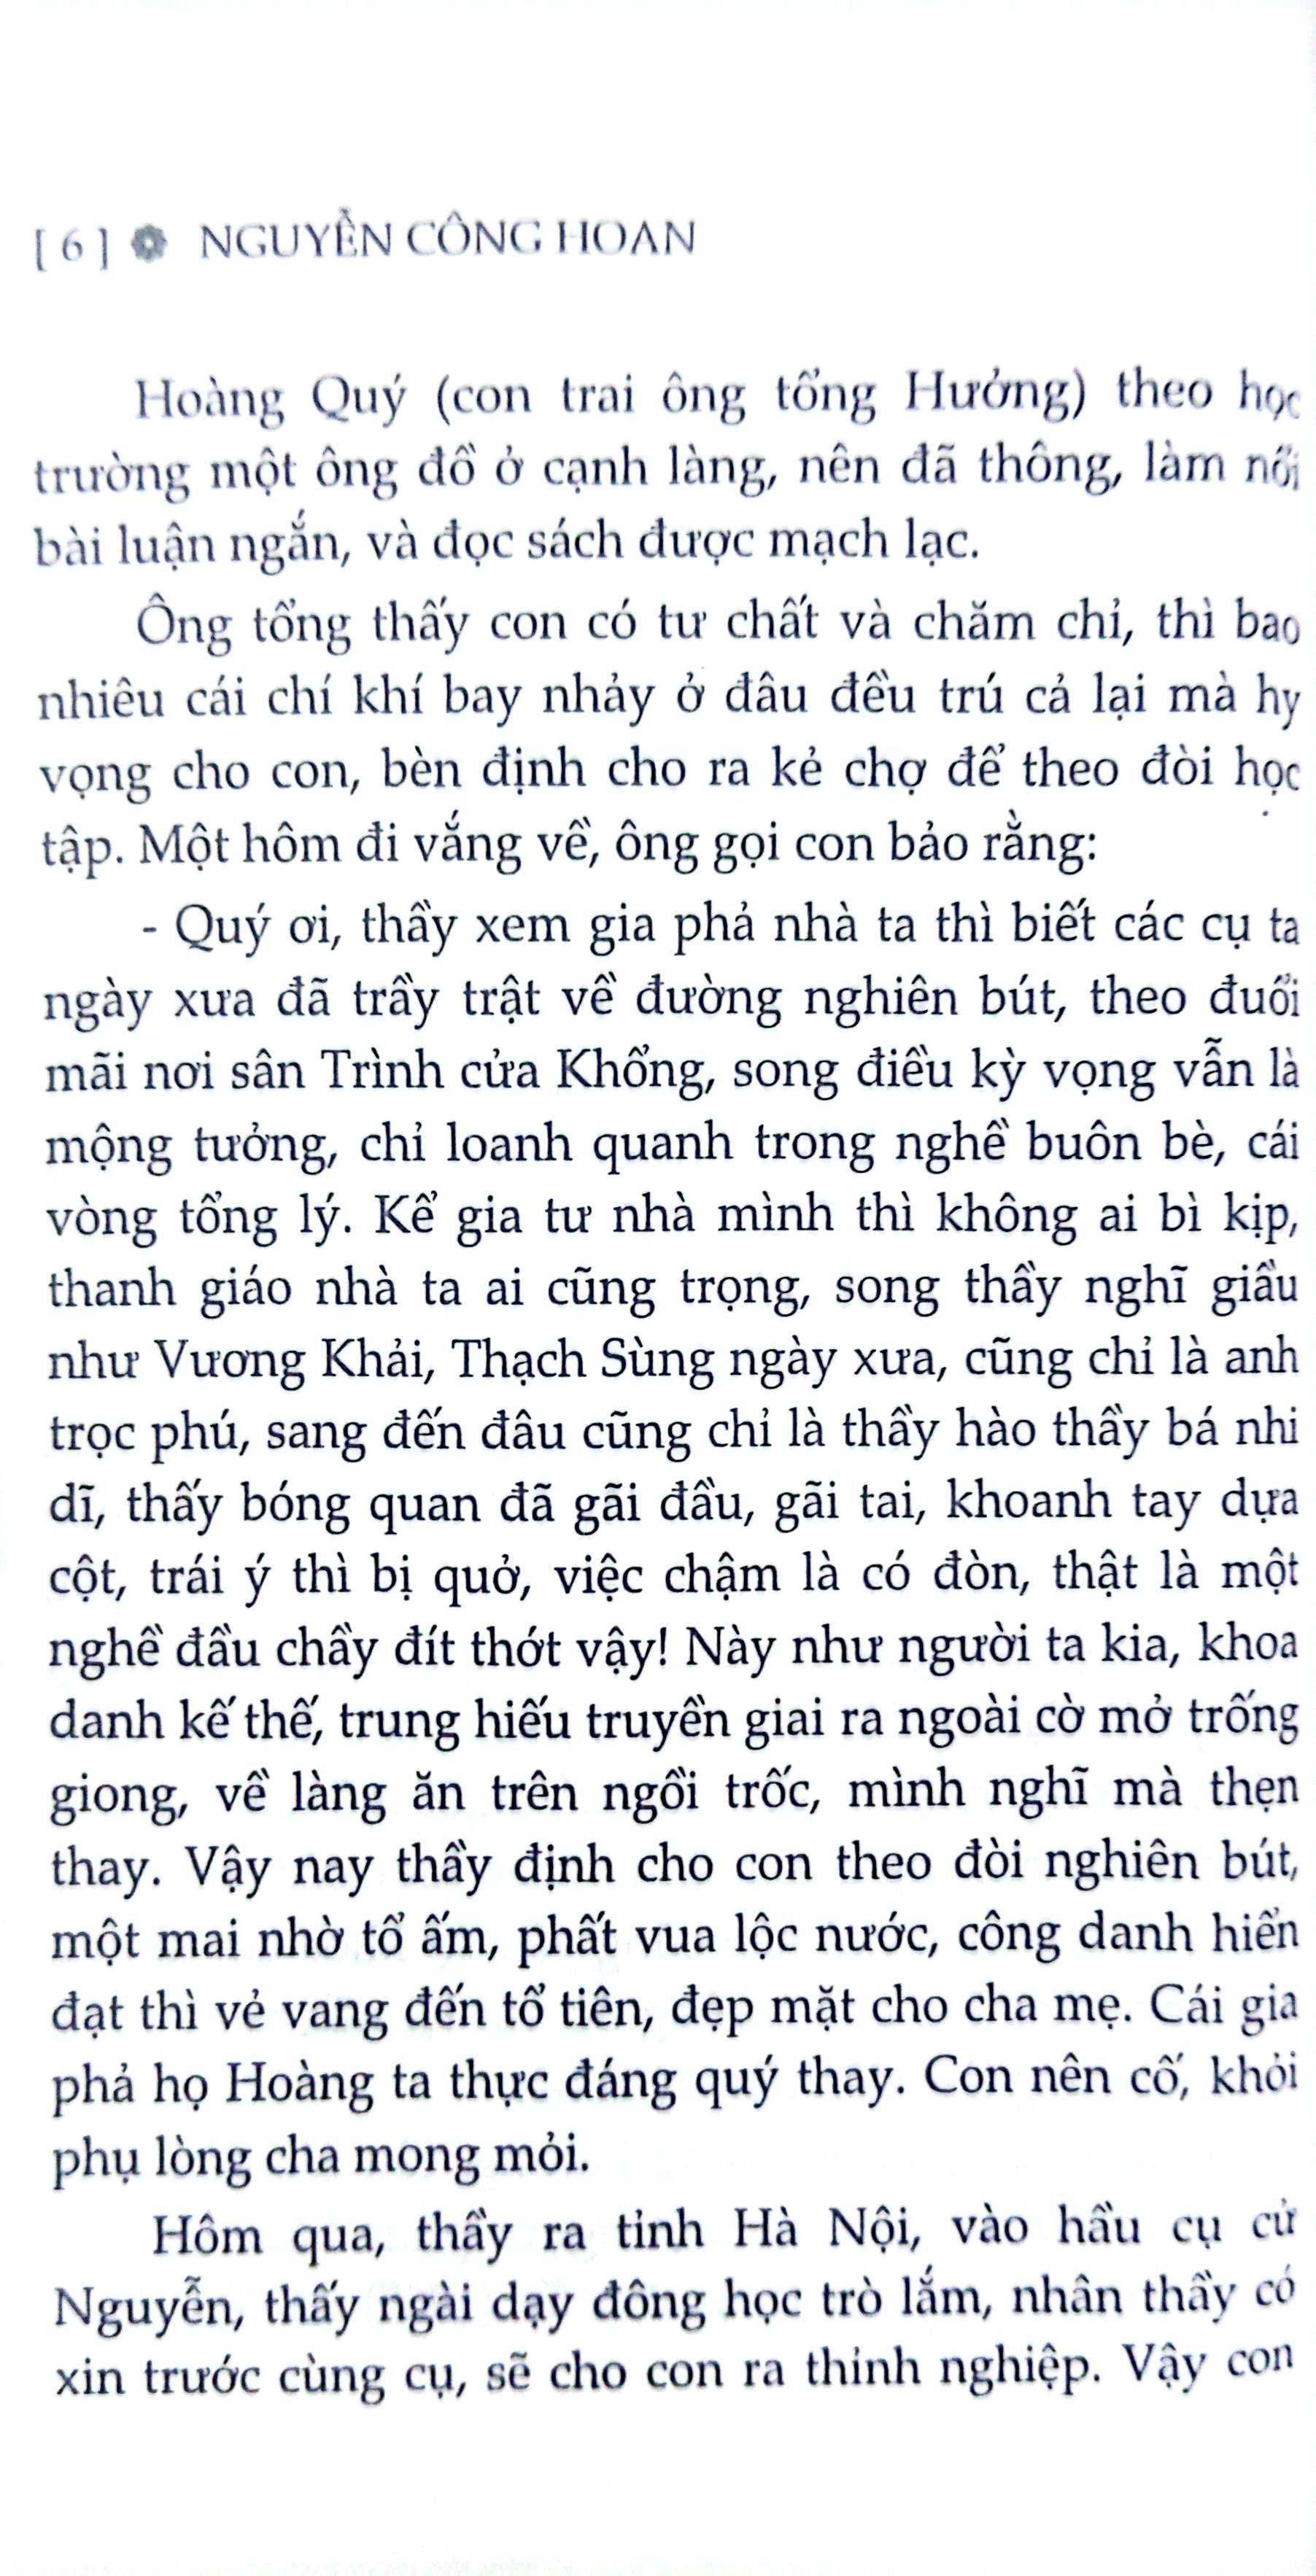 [ 6 ] NGUYỄN CÔNG HOAN
Hoàng Quý (con trai ông tổng Hưởng) theo học
trường một ông đồ ở cạnh làng, nên đã thông, làm nổi
bài luận ngắn, và đọc sách được mạch lạc.
Ông tổng thấy con có tư chất và chăm chỉ, thì bao
nhiêu cái chí khí bay nhảy ở đâu đều trú cả lại mà hy
vọng cho con, bèn định cho ra kẻ chợ để theo đòi học
tập. Một hôm đi vắng về, ông gọi con bảo rằng:
- Quý ơi, thầy xem gia phả nhà ta thì biết các cụ ta
ngày xưa đã trầy trật về đường nghiên bút, theo đuổi
mãi nơi sân Trình cửa Khổng, song điều kỳ vọng vẫn là
mộng tưởng, chỉ loanh quanh trong nghề buôn bè, cái
vòng tổng lý. Kể gia tư nhà mình thì không ai bì kịp,
thanh giáo nhà ta ai cũng trọng, song thầy nghĩ giầu
như Vương Khải, Thạch Sùng ngày xưa, cũng chỉ là anh
trọc phú, sang đến đâu cũng chỉ là thầy hào thầy bá nhi
dĩ, thấy bóng quan đã gãi đầu, gãi tai, khoanh tay dựa
cột, trái ý thì bị quở, việc chậm là có đòn, thật là một
nghề đầu chầy đít thớt vậy! Này như người ta kia, khoa
danh kế thế, trung hiếu truyền giai ra ngoài cờ mở trống
giong, về làng ăn trên ngồi trốc, mình nghĩ mà thẹn
thay. Vậy nay thầy định cho con theo đòi nghiên bút,
một mai nhờ tổ ấm, phất vua lộc nước, công danh hiển
đạt thì vẻ vang đến tổ tiên, đẹp mặt cho cha mẹ. Cái gia
phả họ Hoàng ta thực đáng quý thay. Con nên cố, khỏi
phụ lòng cha mong mỏi.
Hôm qua, thầy ra tỉnh Hà Nội, vào hầu cụ cử
Nguyễn, thấy ngài dạy đông học trò lắm, nhân thầy có
xin trước cùng cụ, sẽ cho con ra thỉnh nghiệp. Vậy con